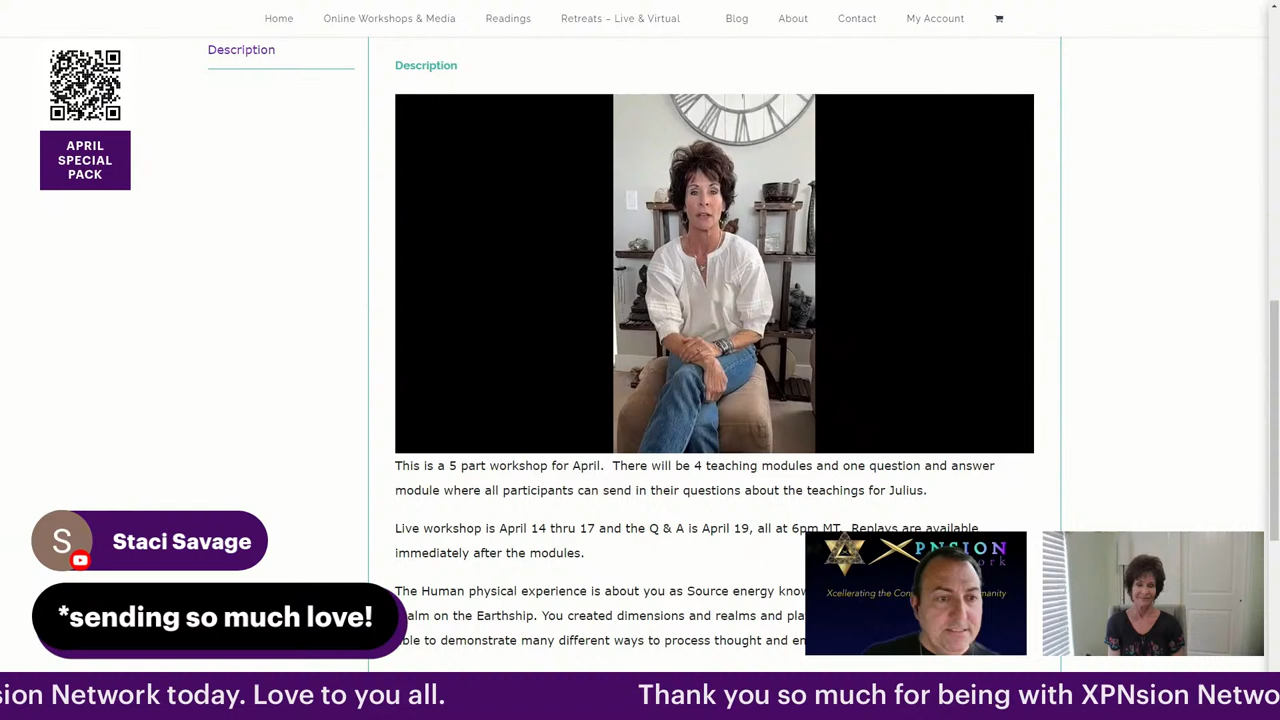 Home Online Workshops & Media Readings Retreats – Live & Virtual Blog About Contact My Account
Description
APRIL
SPECIAL
PACK
Description
This is a 5 part workshop for April. There will be 4 teaching modules and one question and answer
module where all participants can send in their questions about the teachings for Julius.
Live workshop is April 14 thru 17 and the Q & A is April 19, all at 6pm MT. Replays are available
immediately after the modules.
The Human physical experience is about you as Source energy
realm on the Earthship. You created dimensions and realms and
able to demonstrate many different ways to process thought and
S
Staci Savage
*sending so much love!
XPNSION
Xcellerating the
sion Network today. Love to you all.
Thank you so much for being with XPNsion Netwo